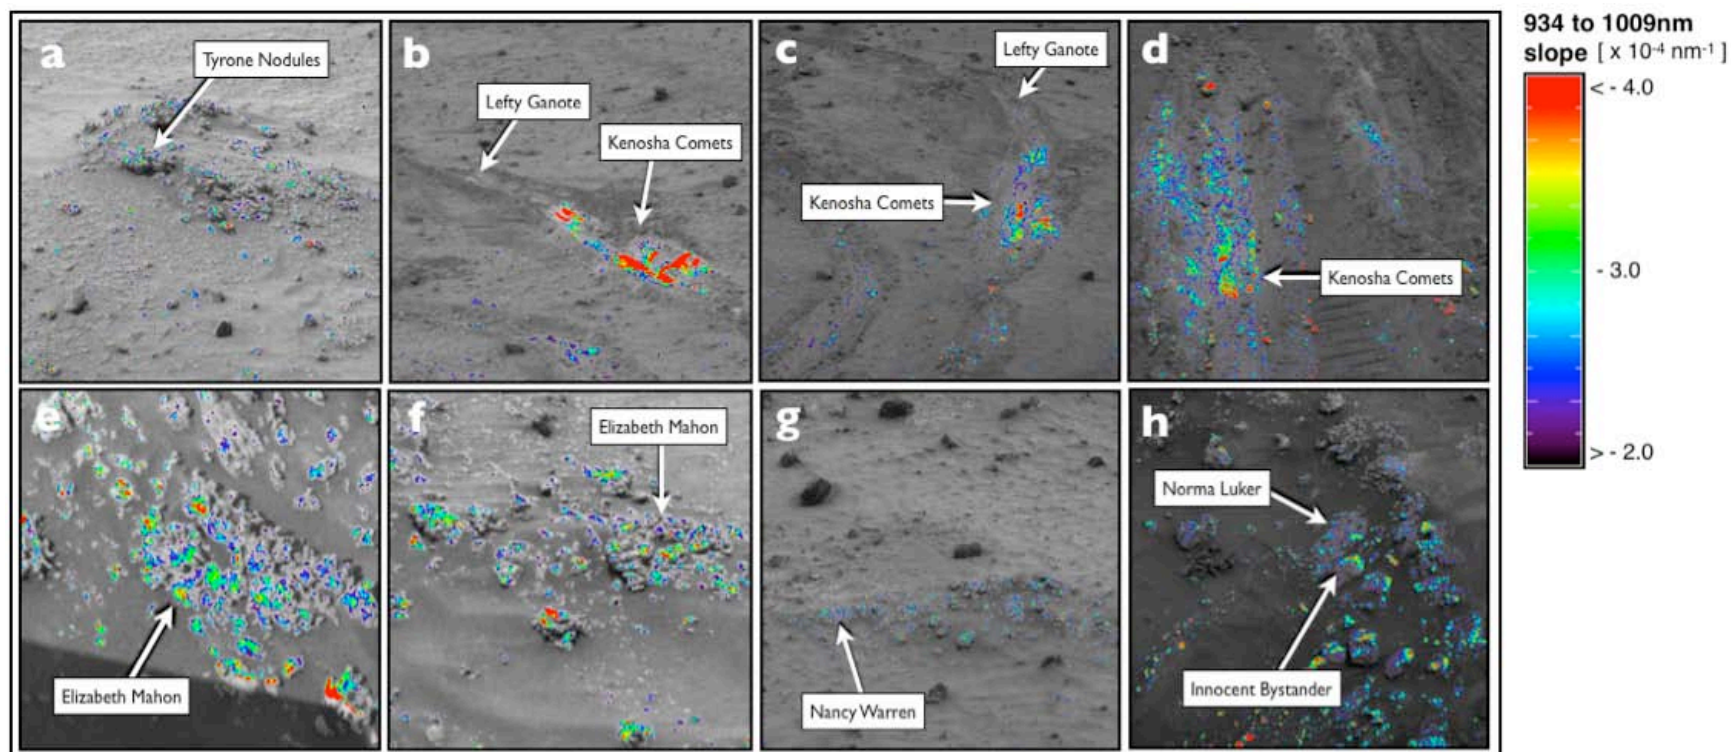 a
Tyrone Nodules
b
Lefty Ganote
Kenosha Comets
c
Lefty Ganote
Kenosha Comets
d
Kenosha Comets
934 to 1009nm
slope [ x 10⁻⁴ nm⁻¹ ]
< - 4.0
- 3.0
> - 2.0
e
Elizabeth Mahon
f
Elizabeth Mahon
g
Nancy Warren
h
Norma Luker
Innocent Bystander